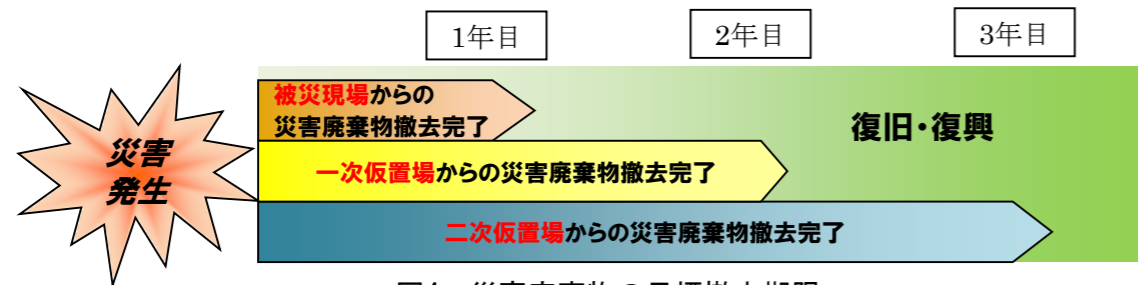 1年目
2年目
3年目
災害
発生
被災現場からの
災害廃棄物撤去完了
一次仮置場からの災害廃棄物撤去完了
二次仮置場からの災害廃棄物撤去完了
復旧・復興